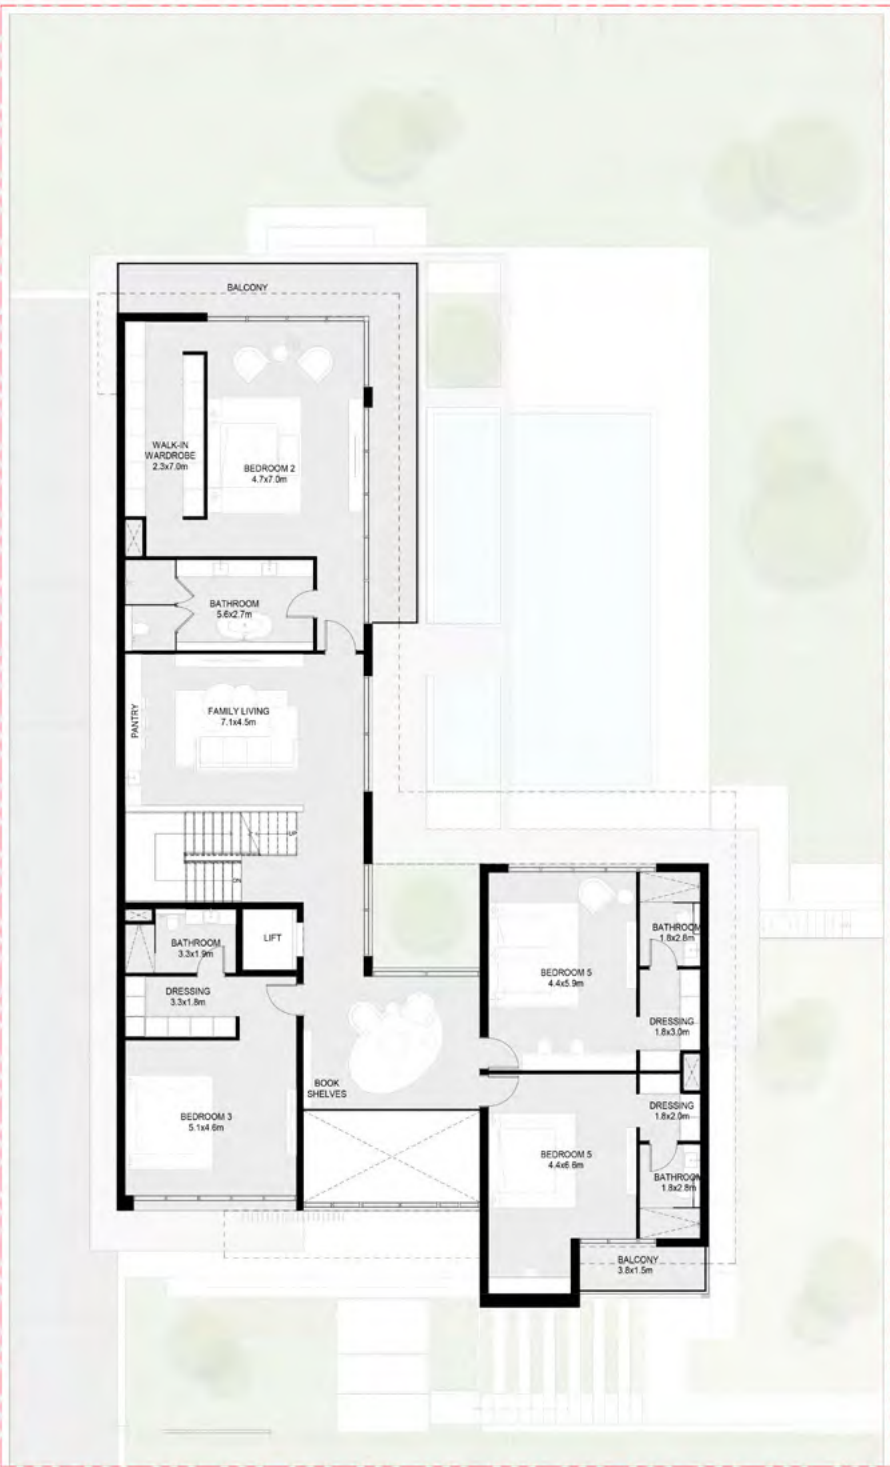 BALCONY
WALK-IN
WARDROBE
2.3x7.0m
BEDROOM 2
4.7x7.0m
BATHROOM
5.6x2.7m
PANTRY
FAMILY LIVING
7.1x4.5m
BATHROOM
3.3x1.9m
LIFT
DRESSING
3.3x1.8m
BEDROOM 3
5.1x4.6m
BOOK
SHELVES
BEDROOM 5
4.4x5.9m
BATHROOM
1.8x2.8m
DRESSING
1.8x3.0m
DRESSING
1.8x2.0m
BEDROOM 5
4.4x6.6m
BATHROOM
1.8x2.8m
BALCONY
3.8x1.5m